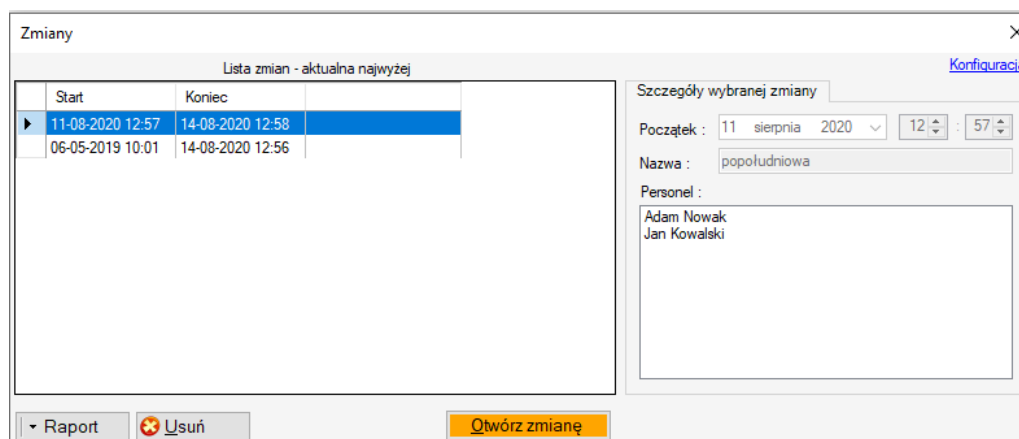 Zmiany
Lista zmian - aktualna najwyżej
Konfiguracja
Start Koniec
11-08-2020 12:57 14-08-2020 12:58
06-05-2019 10:01 14-08-2020 12:56
Szczegóły wybranej zmiany
Początek : 11 sierpnia 2020 12 : 57
Nazwa : popołudniowa
Personel :
Adam Nowak
Jan Kowalski
Raport Usuń Otwórz zmianę